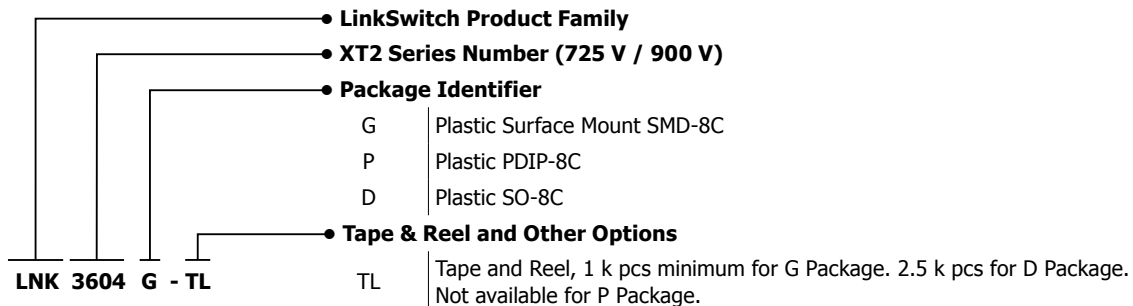 LinkSwitch Product Family
XT2 Series Number (725 V / 900 V)
Package Identifier
G Plastic Surface Mount SMD-8C
P Plastic PDIP-8C
D Plastic SO-8C
Tape & Reel and Other Options
TL Tape and Reel, 1 k pcs minimum for G Package. 2.5 k pcs for D Package.
Not available for P Package.
LNK 3604 G - TL